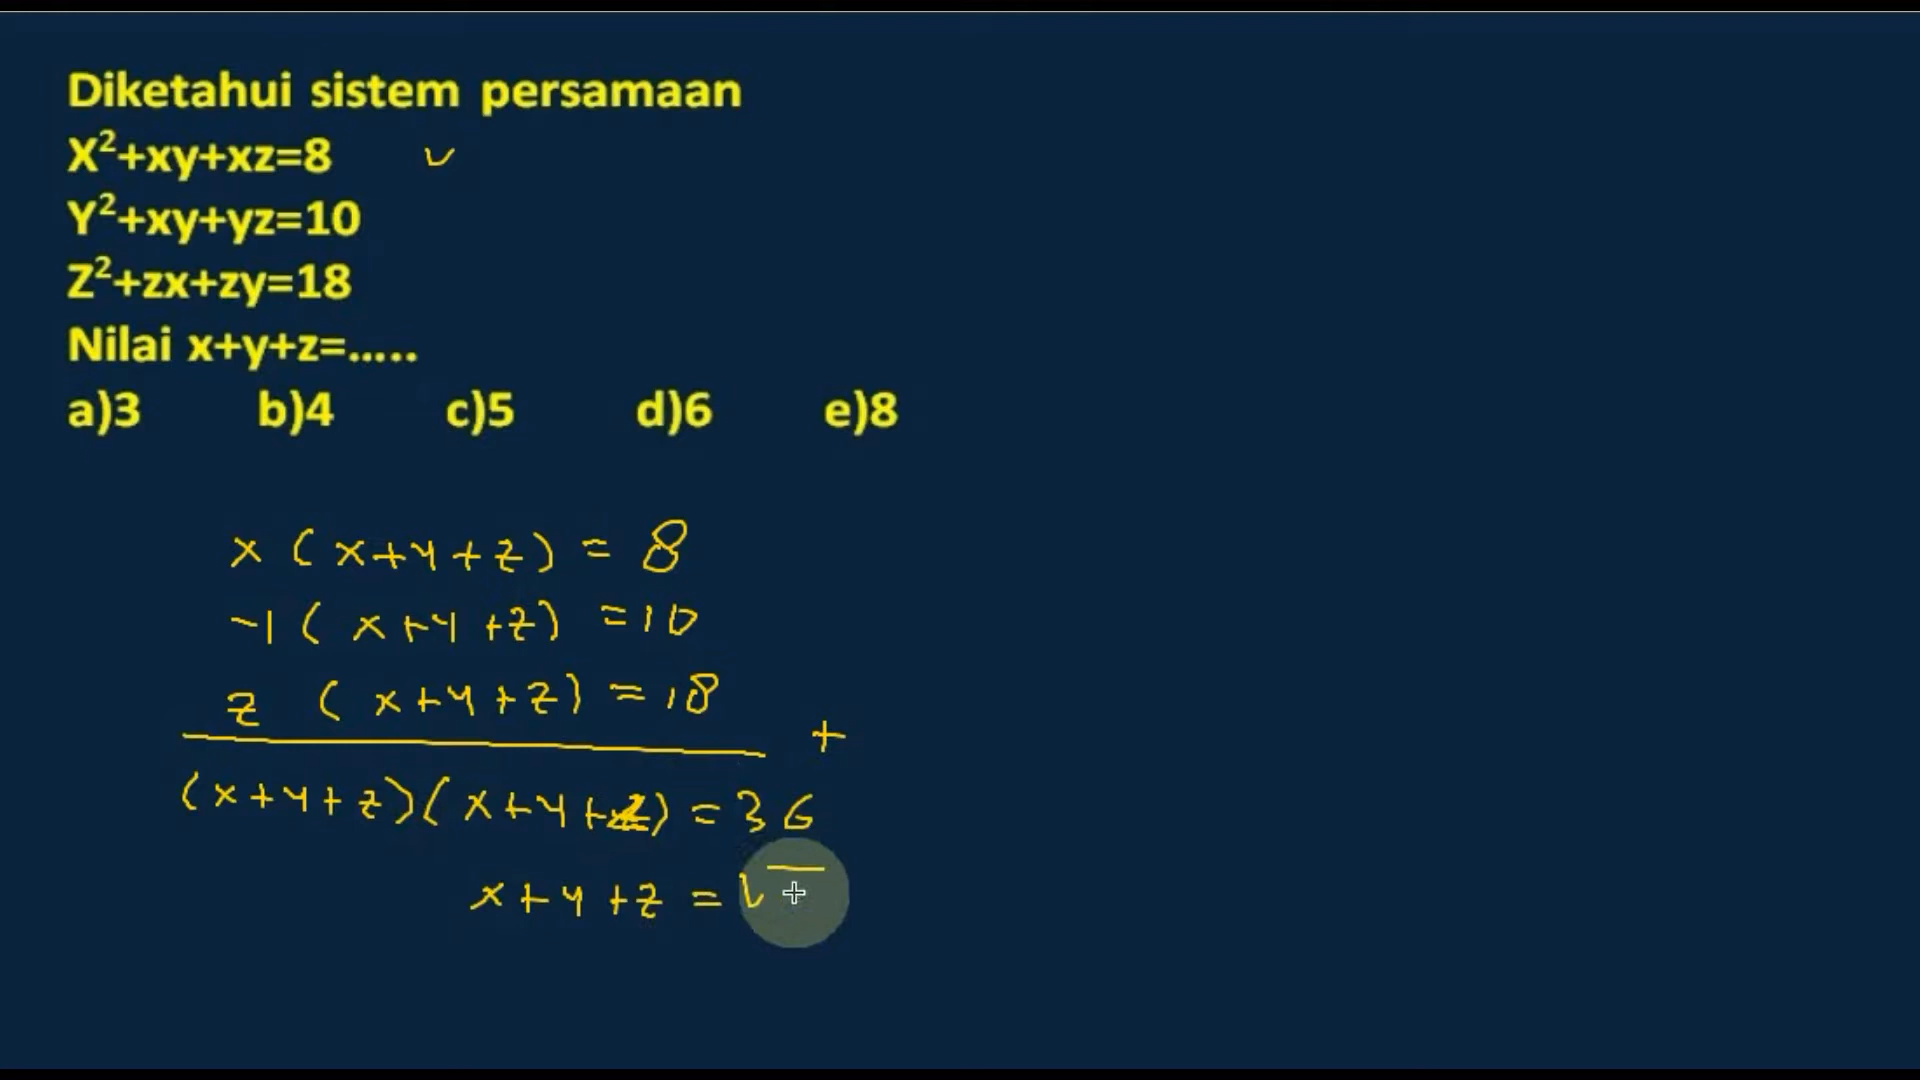 Diketahui sistem persamaan
X²+xy+xz=8
Y²+xy+yz=10
Z²+zx+zy=18
Nilai x+y+z=.....
a)3 b)4 c)5 d)6 e)8
x (x+y+z) = 8
y (x+y+z) = 10
z (x+y+z) = 18
+
(x+y+z)(x+y+z) = 36
x+y+z = √